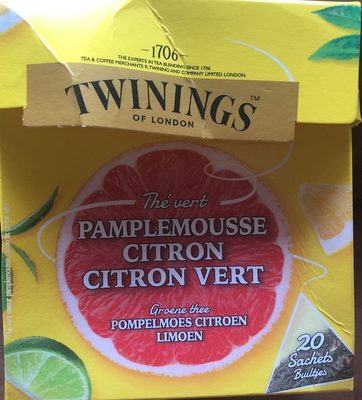 1706
THE EXPERTS IN TEA BLENDING SINCE 1706
TEA & COFFEE MERCHANTS R.TWINING AND COMPANY LIMITED. LONDON.
TWININGS™
OF LONDON
Thé vert
PAMPLEMOUSSE
CITRON
CITRON VERT
Groene thee
POMPELMOES CITROEN
LIMOEN
20
Sachets
Builtjes